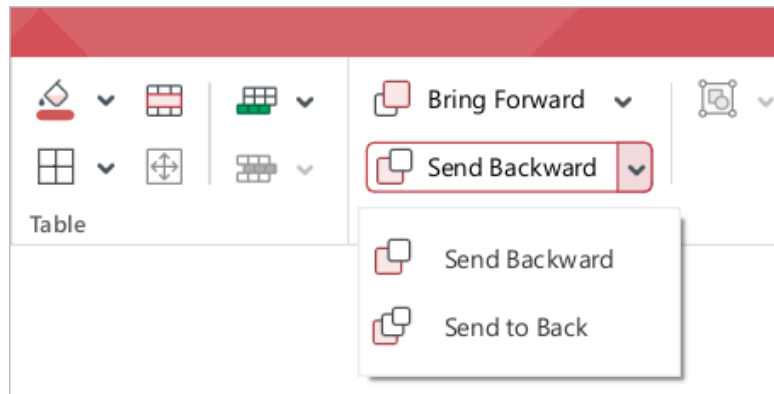 Bring Forward
Send Backward
Table
Send Backward
Send to Back